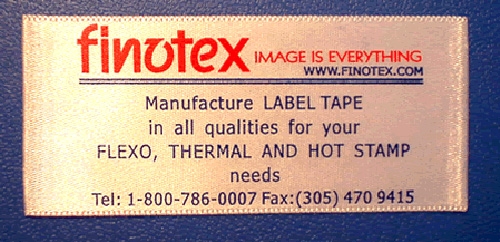 finotex IMAGE IS EVERYTHING
WWW.FINOTEX.COM
Manufacture LABEL TAPE
in all qualities for your
FLEXO, THERMAL AND HOT STAMP
needs
Tel: 1-800-786-0007 Fax:(305) 470 9415